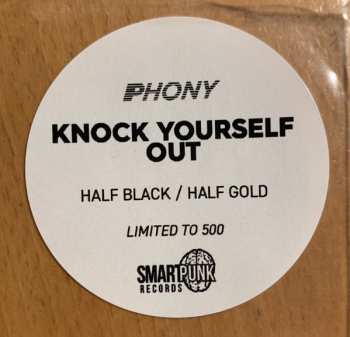 PHONY
KNOCK YOURSELF
OUT
HALF BLACK / HALF GOLD
LIMITED TO 500
SMARTPUNK
RECORDS